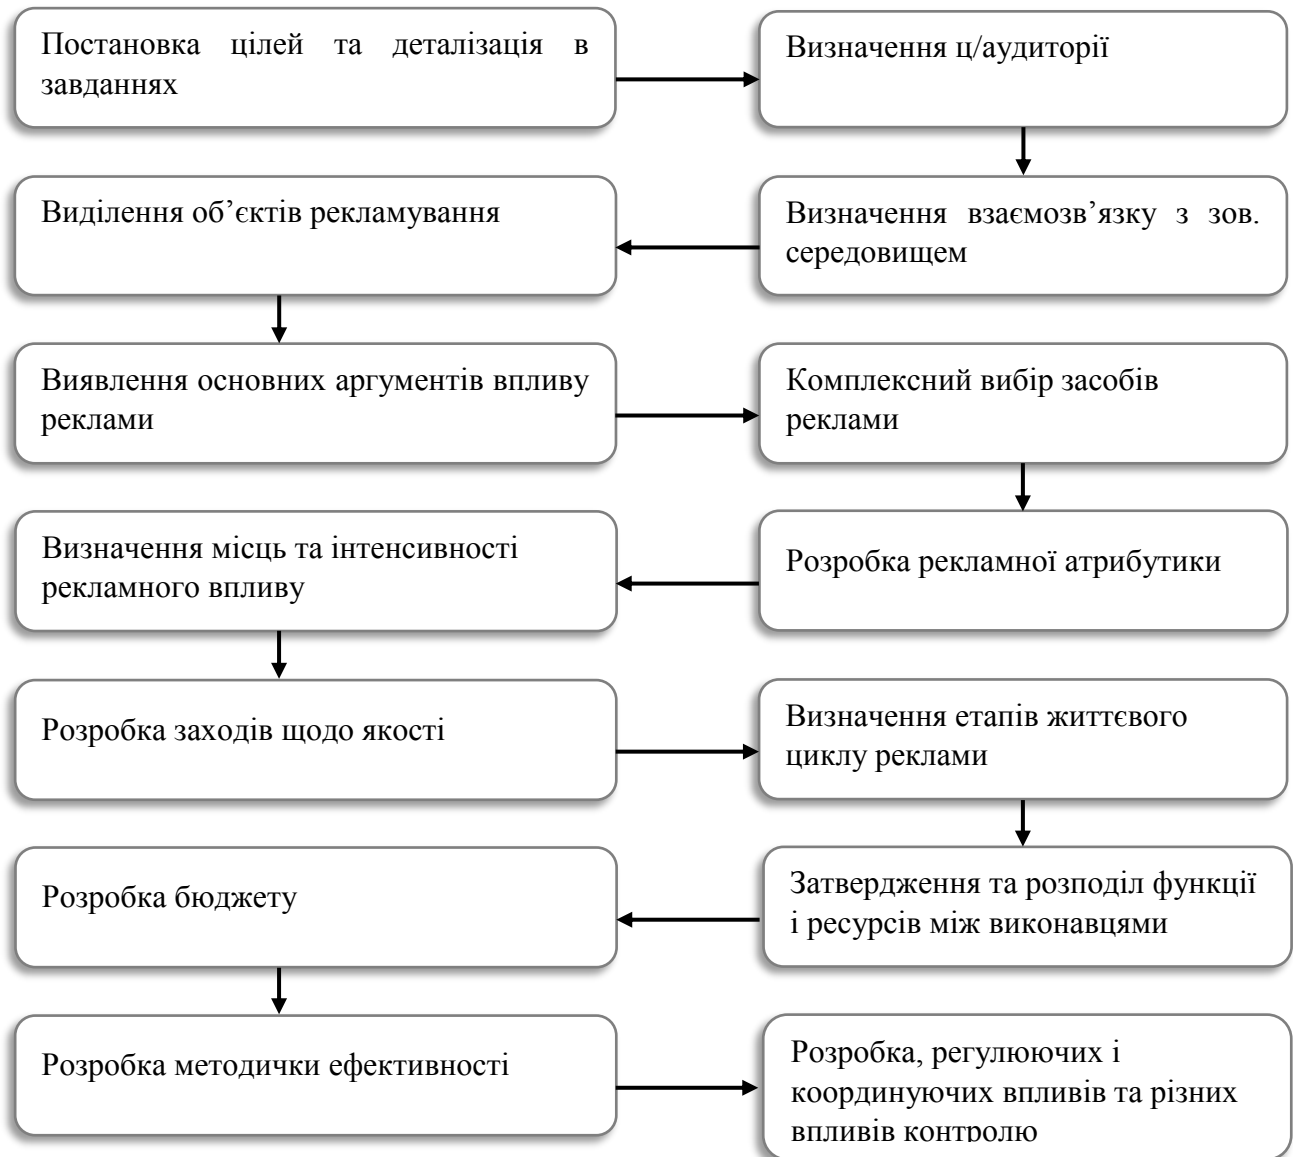 Постановка цілей та деталізація в
завданнях
Визначення ц/аудиторії
Визначення взаємозв’язку з зов.
середовищем
Виділення об’єктів рекламування
Виявлення основних аргументів впливу
реклами
Комплексний вибір засобів
реклами
Розробка рекламної атрибутики
Визначення місць та інтенсивності
рекламного впливу
Розробка заходів щодо якості
Визначення етапів життєвого
циклу реклами
Затвердження та розподіл функції
і ресурсів між виконавцями
Розробка бюджету
Розробка методички ефективності
Розробка, регулюючих і
координуючих впливів та різних
впливів контролю